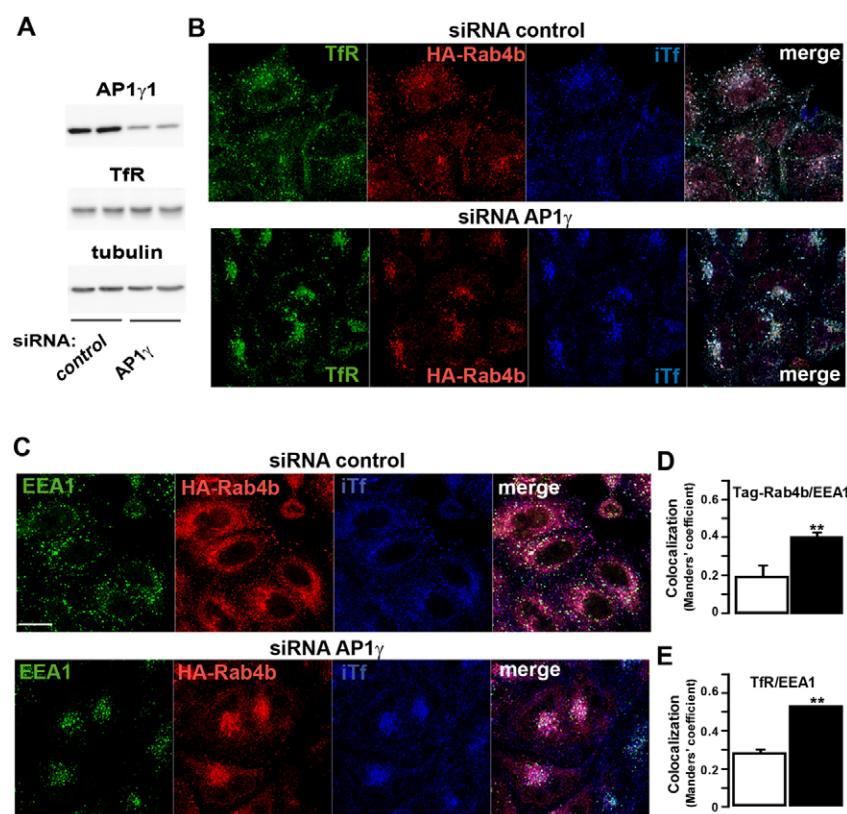 A
AP1γ1
TfR
tubulin
siRNA:
control
AP1γ
B
siRNA control
TfR
HA-Rab4b
iTf
merge
siRNA AP1γ
TfR
HA-Rab4b
iTf
merge
C
siRNA control
EEA1
HA-Rab4b
iTf
merge
siRNA AP1γ
EEA1
HA-Rab4b
iTf
merge
D
Tag-Rab4b/EEA1
Colocalization
(Manders' coefficient)
0.6
0.4
0.2
0
**
E
TfR/EEA1
Colocalization
(Manders' coefficient)
0.6
0.4
0.2
0
**